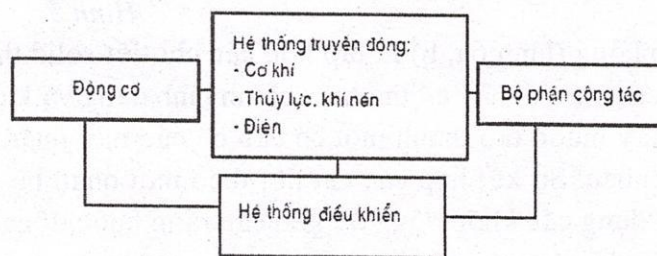 Hệ thống truyền động:
- Cơ khí
- Thủy lực. khí nén
- Điện
Động cơ
Bộ phận công tác
Hệ thống điều khiển